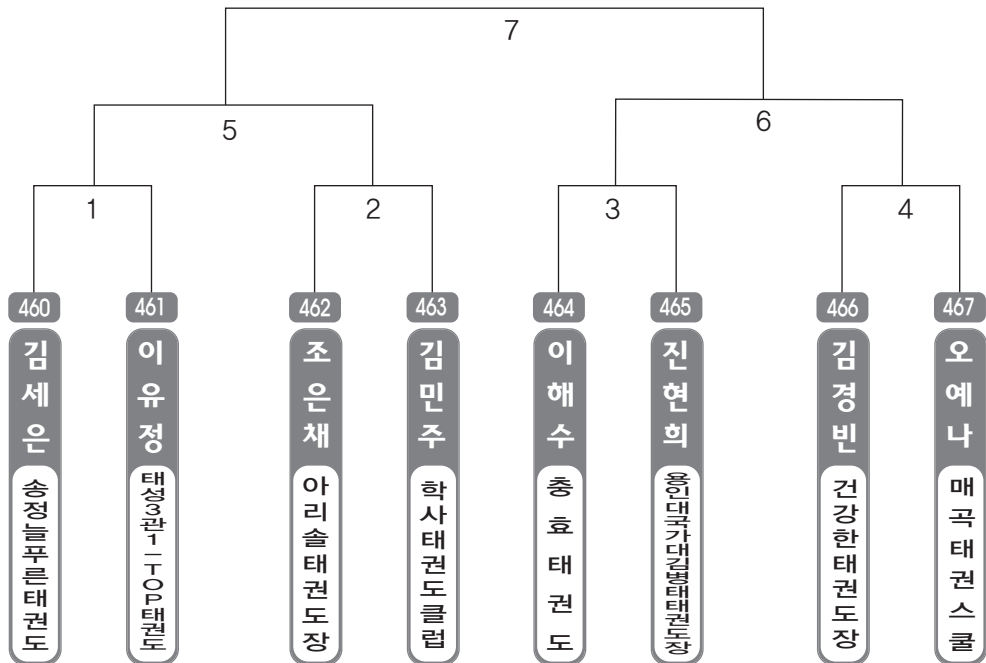 7
5
6
1
2
3
4
460
461
462
463
464
465
466
467
김세은
이유정
조은채
김민주
이해수
진현희
김경빈
오예나
송정늘푸른태권도
태성3관1-TOP태권도
아리솔태권도장
학사태권도클럽
충효태권도
용인대국가대김병태태권도장
건강한태권도장
매곡태권스쿨